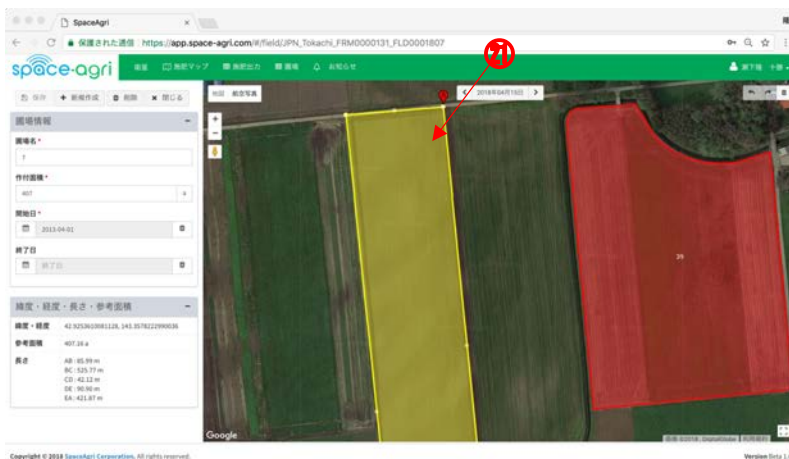 SpaceAgri
保護された通信 https://app.space-agri.com/#/field/JPN_Tokachi_FRM0000131_FLD0001807
space-agri
衛星 施肥マップ 施肥出力 圃場 お知らせ
保存 新規作成 削除 閉じる
圃場情報
圃場名*
7
作付面積*
407 a
開始日*
2013-04-01
終了日
終了日
緯度・経度・長さ・参考面積
緯度・経度
参考面積 407.16 a
長さ AB : 85.99 m
BC : 525.77 m
CD : 42.12 m
DE : 90.90 m
EA : 421.87 m
地図 航空写真
2018年04月15日
㉑
39
Google
Copyright © 2018 SpaceAgri Corporation. All rights reserved.
Version Beta